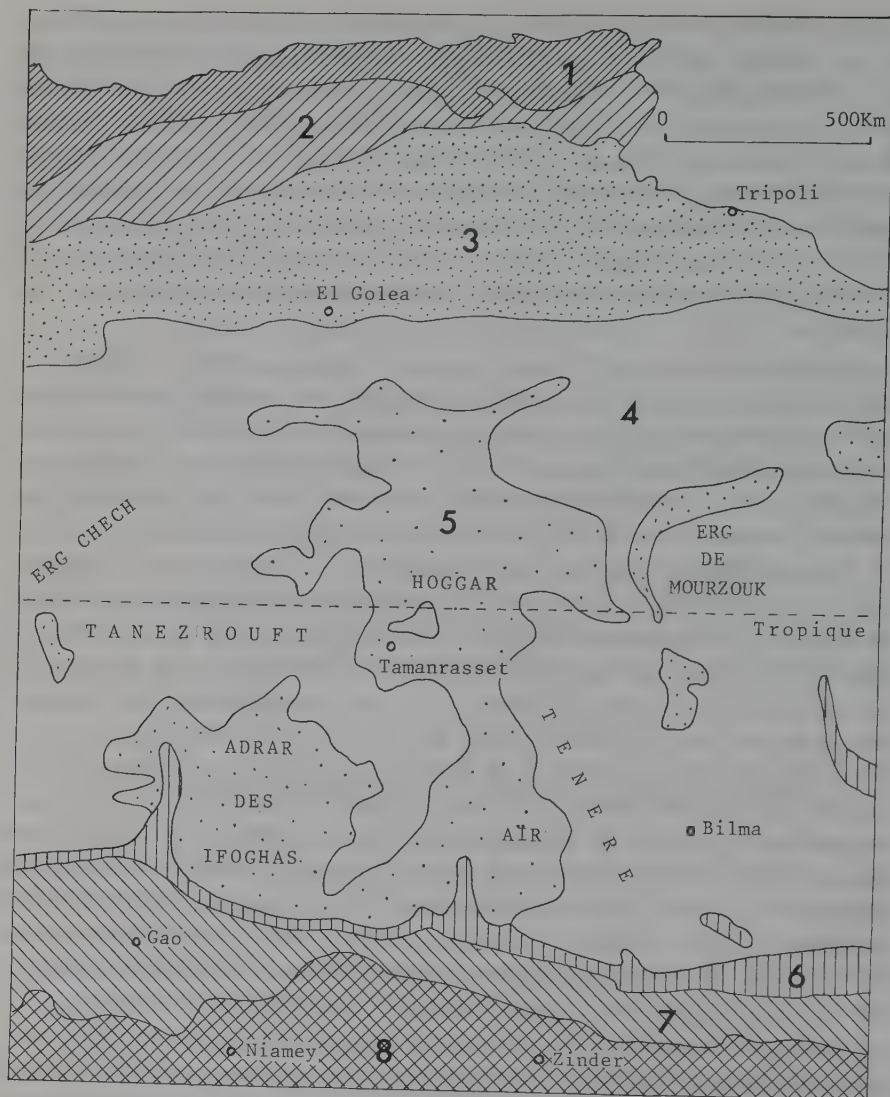 1
2
0 500Km
Tripoli
3
El Golea
4
5
ERG CHECH
ERG
DE
MOURZOUK
HOGGAR
TANEZROUFT
Tropique
Tamanrasset
TENERE
ADRAR
DES
IFOGHAS
AÏR
Bilma
Gao
6
7
8
Niamey
Zinder